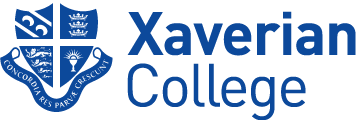 Xaverian
College
CONCORDIA RES PARVÆ CRESCUNT